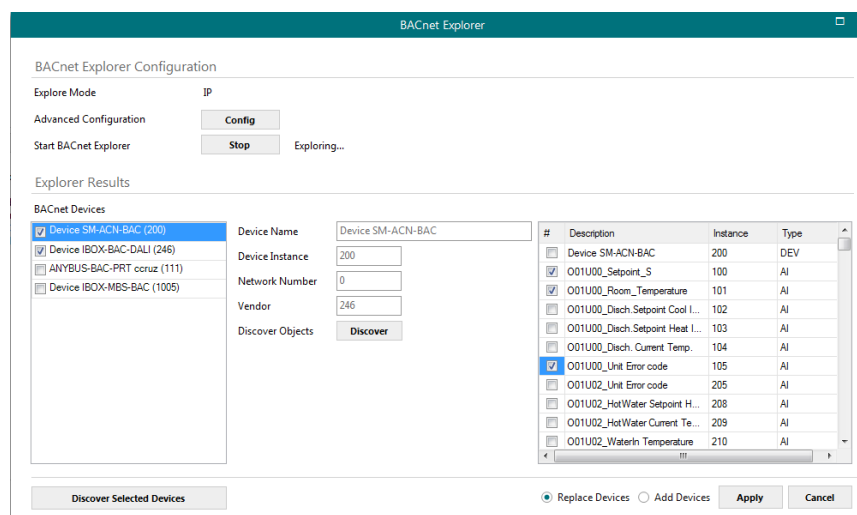 BACnet Explorer
BACnet Explorer Configuration
Explore Mode IP
Advanced Configuration Config
Start BACnet Explorer Stop Exploring...
Explorer Results
BACnet Devices
Device SM-ACN-BAC (200)
Device IBOX-BAC-DALI (246)
ANYBUS-BAC-PRT ccruz (111)
Device IBOX-MBS-BAC (1005)
Device Name Device SM-ACN-BAC
Device Instance 200
Network Number 0
Vendor 246
Discover Objects Discover
# Description Instance Type
Device SM-ACN-BAC 200 DEV
O01U00_Setpoint_S 100 AI
O01U00_Room_Temperature 101 AI
O01U00_Disch.Setpoint Cool I... 102 AI
O01U00_Disch.Setpoint Heat I... 103 AI
O01U00_Disch. Current Temp. 104 AI
O01U00_Unit Error code 105 AI
O01U02_Unit Error code 205 AI
O01U02_HotWater Setpoint H... 208 AI
O01U02_HotWater Current Te... 209 AI
O01U02_WaterIn Temperature 210 AI
Discover Selected Devices
Replace Devices Add Devices Apply Cancel